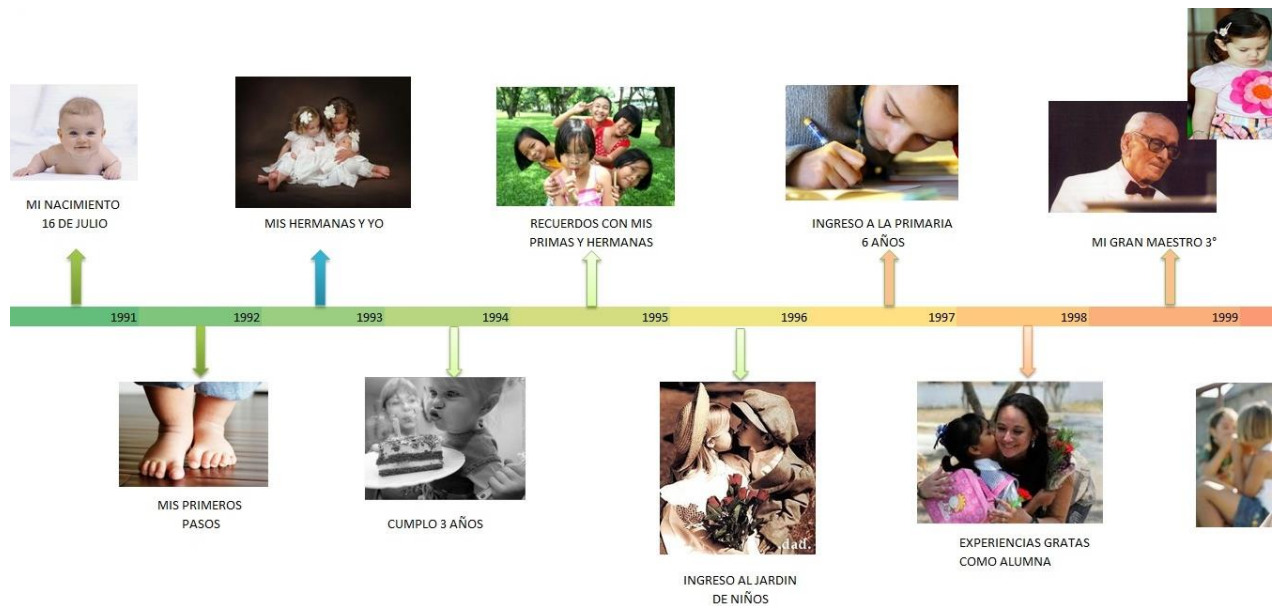 MI NACIMIENTO
16 DE JULIO
MIS HERMANAS Y YO
RECUERDOS CON MIS
PRIMAS Y HERMANAS
INGRESO A LA PRIMARIA
6 AÑOS
MI GRAN MAESTRO 3°
1991
1992
1993
1994
1995
1996
1997
1998
1999
MIS PRIMEROS
PASOS
CUMPLO 3 AÑOS
dad.
INGRESO AL JARDIN
DE NIÑOS
EXPERIENCIAS GRATAS
COMO ALUMNA